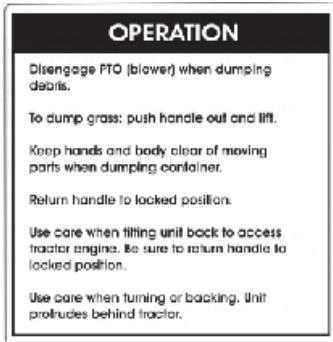 OPERATION
Disengage PTO (blower) when dumping
debris.
To dump grass: push handle out and lift.
Keep hands and body clear of moving
parts when dumping container.
Return handle to locked position.
Use care when tilting unit back to access
tractor engine. Be sure to return handle to
locked position.
Use care when turning or backing. Unit
protrudes behind tractor.